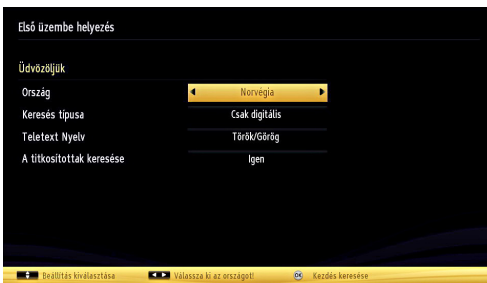 Első üzembe helyezés
Üdvözöljük
Ország Norvégia
Keresés típusa Csak digitális
Teletext Nyelv Török/Görög
A titkosítottak keresése Igen
Beállítás kiválasztása Válassza ki az országot! OK Kezdés keresése